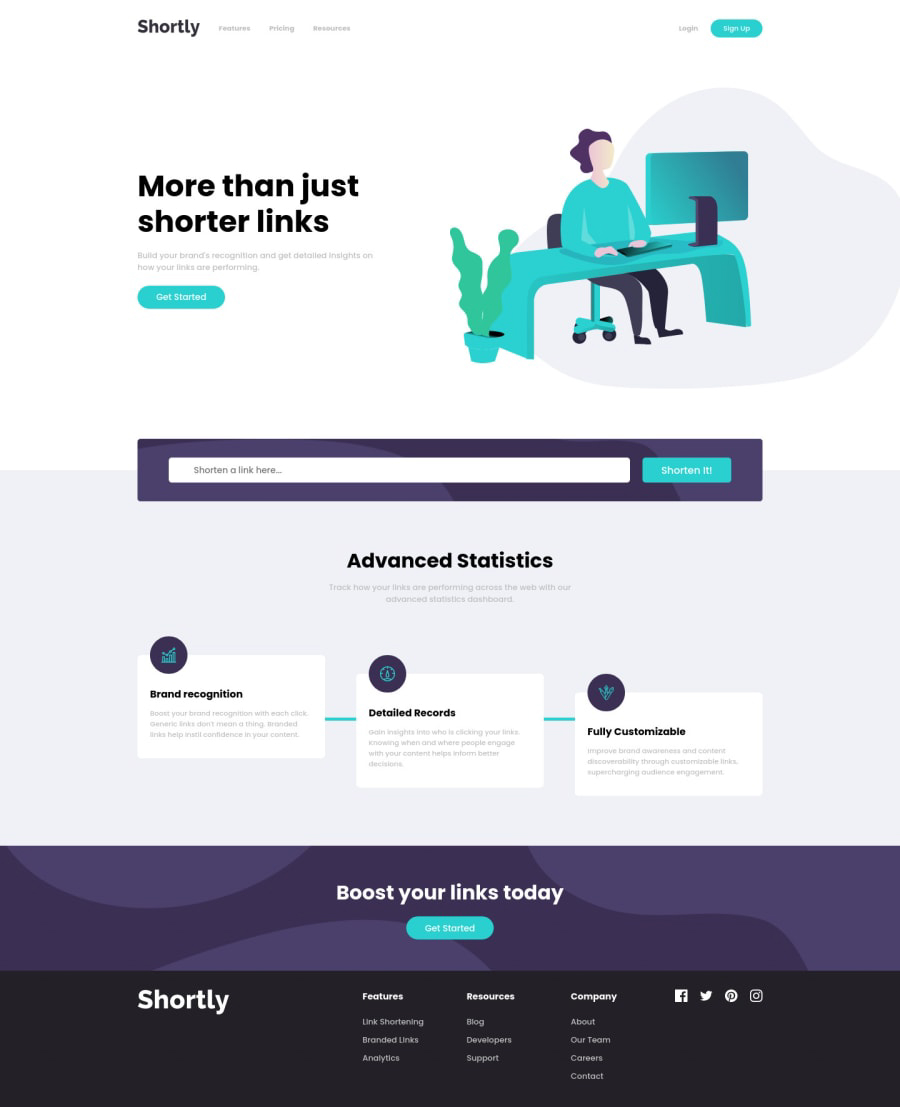 Shortly
Features
Pricing
Resources
Login
Sign Up
More than just
shorter links
Build your brand's recognition and get detailed insights on
how your links are performing.
Get Started
Shorten a link here...
Shorten It!
Advanced Statistics
Track how your links are performing across the web with our
advanced statistics dashboard.
Brand recognition
Boost your brand recognition with each click.
Generic links don't mean a thing. Branded
links help instil confidence in your content.
Detailed Records
Gain insights into who is clicking your links.
Knowing when and where people engage
with your content helps inform better
decisions.
Fully Customizable
Improve brand awareness and content
discoverability through customizable links,
supercharging audience engagement.
Boost your links today
Get Started
Shortly
Features
Link Shortening
Branded Links
Analytics
Resources
Blog
Developers
Support
Company
About
Our Team
Careers
Contact